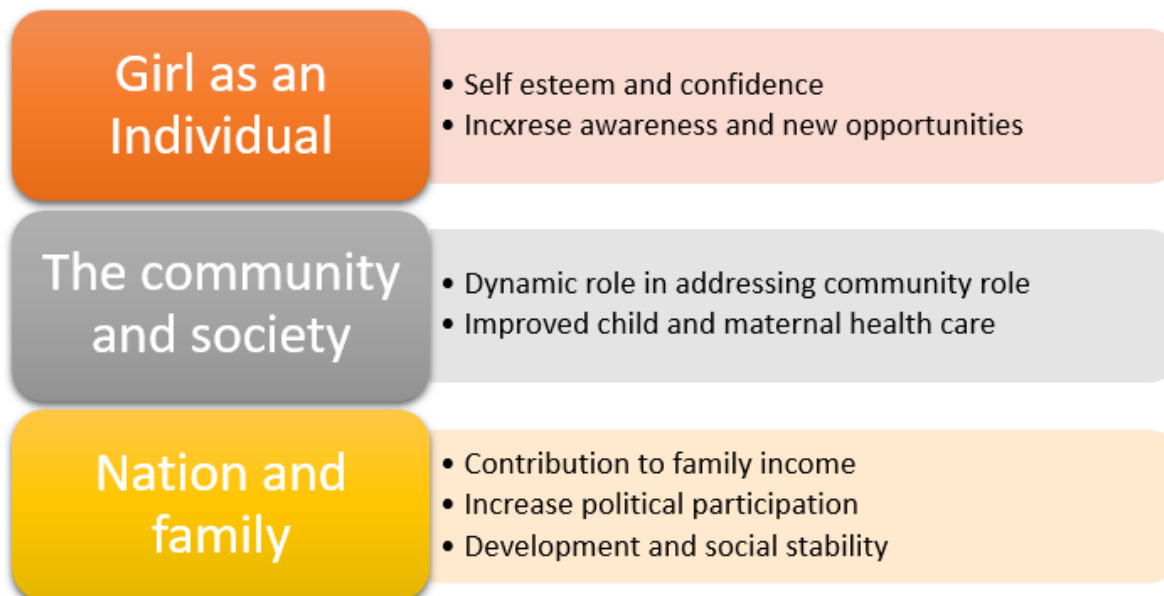 Girl as an
Individual
• Self esteem and confidence
• Incxrese awareness and new opportunities
The community
and society
• Dynamic role in addressing community role
• Improved child and maternal health care
Nation and
family
• Contribution to family income
• Increase political participation
• Development and social stability